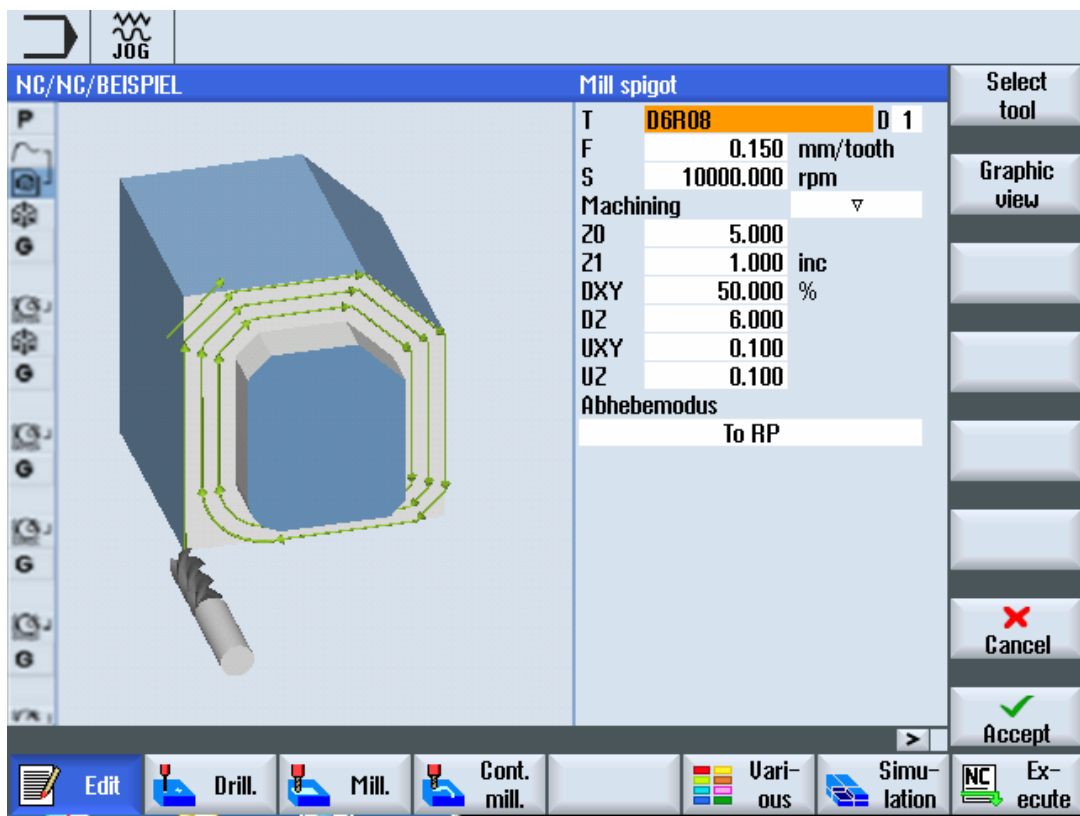 JOG
NC/NC/BEISPIEL
Mill spigot
Select
tool
T D6R08 D 1
F 0.150 mm/tooth
S 10000.000 rpm
Machining ▿
Z0 5.000
Z1 1.000 inc
DXY 50.000 %
DZ 6.000
UXY 0.100
UZ 0.100
Abhebemodus
To RP
P
G
G
G
G
G
Graphic
view
Cancel
Accept
>
Edit
Drill.
Mill.
Cont.
mill.
Vari-
ous
Simu-
lation
NC
Ex-
ecute